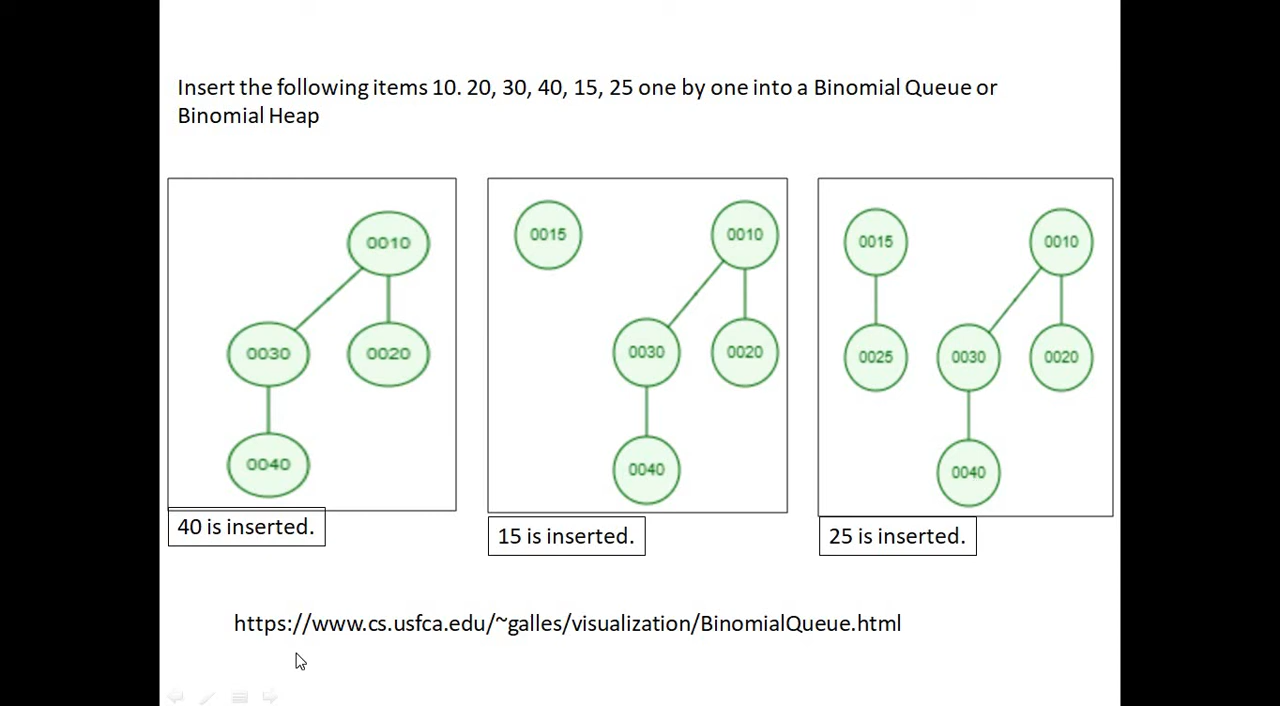 Insert the following items 10. 20, 30, 40, 15, 25 one by one into a Binomial Queue or
Binomial Heap
0010
0030
0020
0040
40 is inserted.
0015
0010
0030
0020
0040
15 is inserted.
0015
0010
0025
0030
0020
0040
25 is inserted.
https://www.cs.usfca.edu/~galles/visualization/BinomialQueue.html